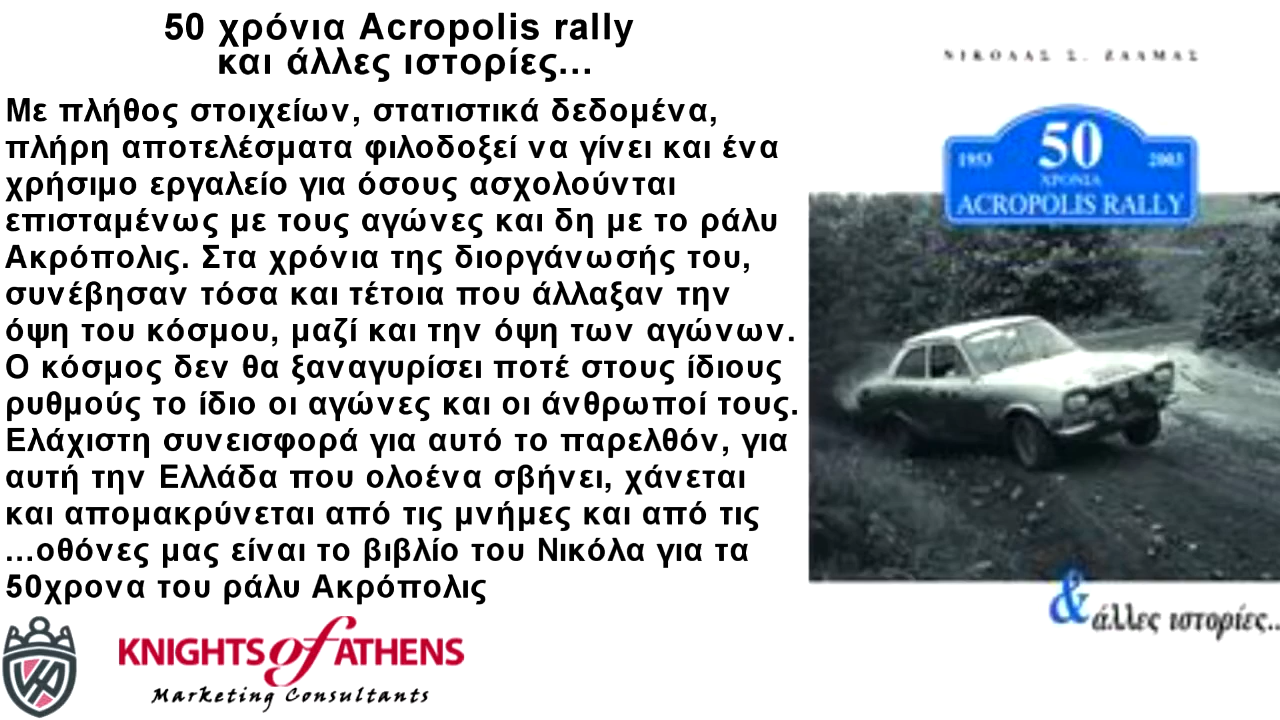 50 χρόνια Acropolis rally
και άλλες ιστορίες...
Με πλήθος στοιχείων, στατιστικά δεδομένα,
πλήρη αποτελέσματα φιλοδοξεί να γίνει και ένα
χρήσιμο εργαλείο για όσους ασχολούνται
επισταμένως με τους αγώνες και δη με το ράλυ
Ακρόπολις. Στα χρόνια της διοργάνωσής του,
συνέβησαν τόσα και τέτοια που άλλαξαν την
όψη του κόσμου, μαζί και την όψη των αγώνων.
Ο κόσμος δεν θα ξαναγυρίσει ποτέ στους ίδιους
ρυθμούς το ίδιο οι αγώνες και οι άνθρωποί τους.
Ελάχιστη συνεισφορά για αυτό το παρελθόν, για
αυτή την Ελλάδα που ολοένα σβήνει, χάνεται
και απομακρύνεται από τις μνήμες και από τις
...οθόνες μας είναι το βιβλίο του Νικόλα για τα
50χρονα του ράλυ Ακρόπολις
KNIGHTS of ATHENS
Marketing Consultants
ΝΙΚΟΛΑΣ Σ. ΖΑΛΜΑΣ
1953 50 2003
ΧΡΟΝΙΑ
ACROPOLIS RALLY
& άλλες ιστορίες..